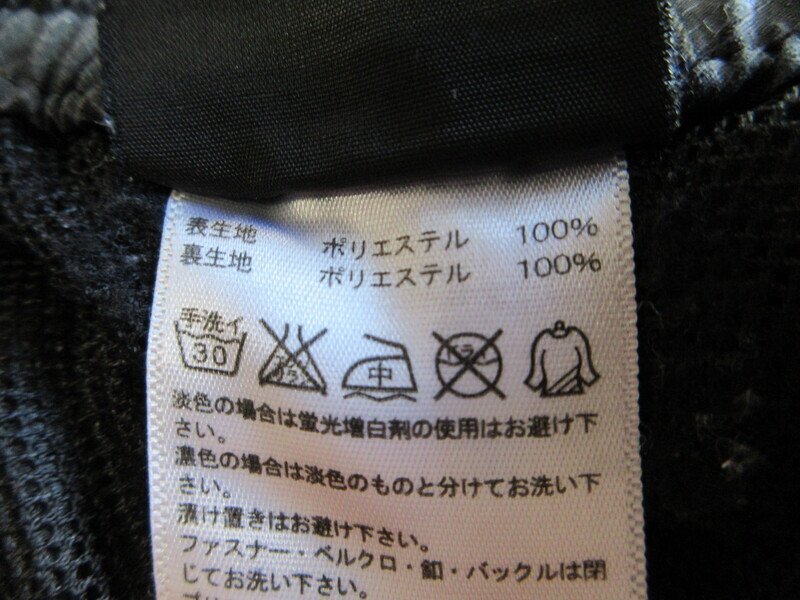 表生地 ポリエステル 100%
裏生地 ポリエステル 100%
手洗イ
30
中
淡色の場合は蛍光増白剤の使用はお避け下
さい。
濃色の場合は淡色のものと分けてお洗い下
さい。
漬け置きはお避け下さい。
ファスナー・ベルクロ・釦・バックルは閉
じてお洗い下さい。